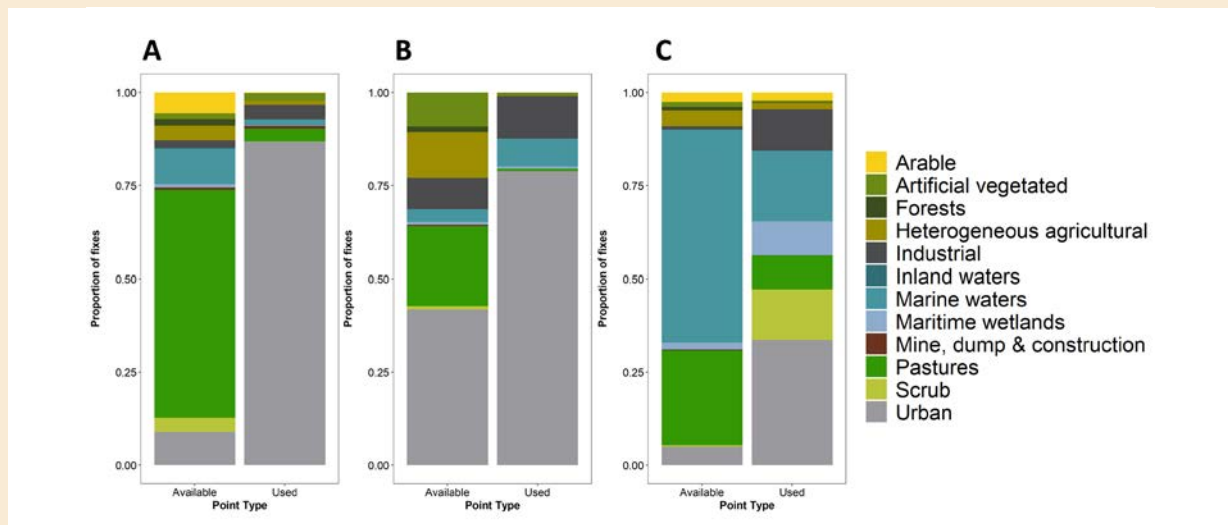 A
B
C
1.00
0.75
0.50
0.25
0.00
Proportion of fixes
Available
Used
Point Type
1.00
0.75
0.50
0.25
0.00
Proportion of fixes
Available
Used
Point Type
1.00
0.75
0.50
0.25
0.00
Proportion of fixes
Available
Used
Point Type
Arable
Artificial vegetated
Forests
Heterogeneous agricultural
Industrial
Inland waters
Marine waters
Maritime wetlands
Mine, dump & construction
Pastures
Scrub
Urban